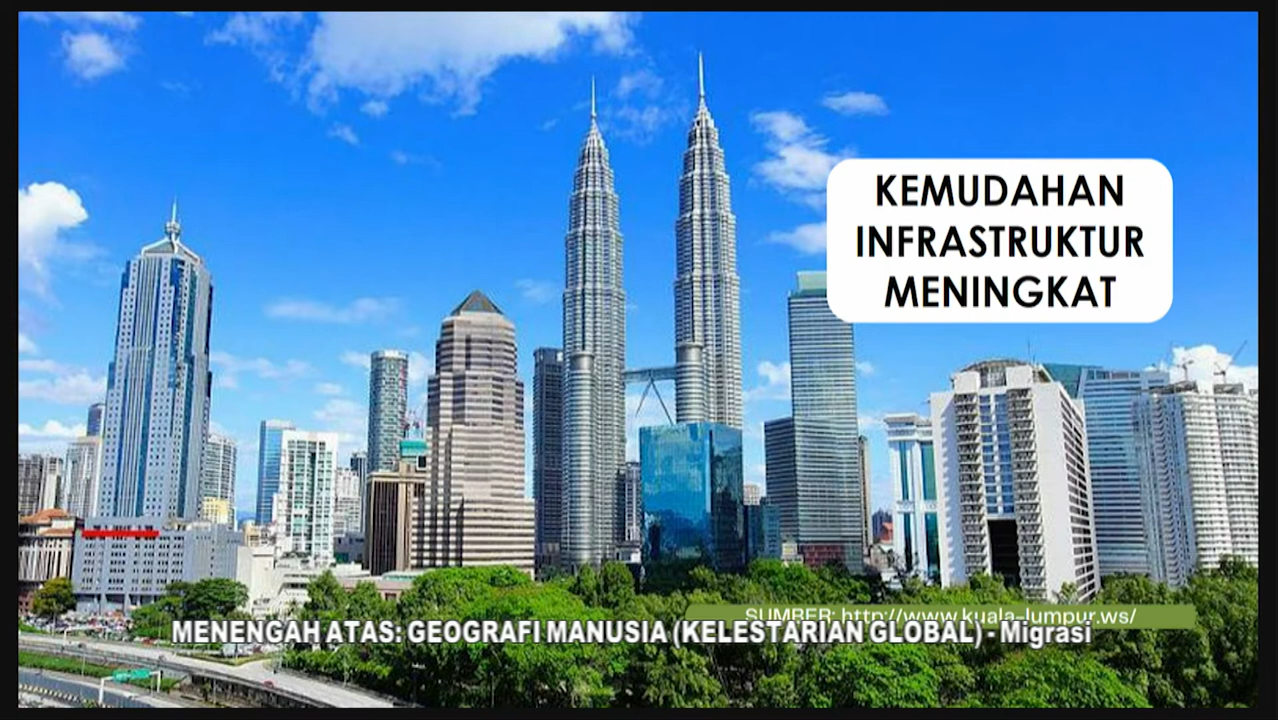 KEMUDAHAN
INFRASTRUKTUR
MENINGKAT
SUMBER: http://www.kuala-lumpur.ws/
MENENGAH ATAS: GEOGRAFI MANUSIA (KELESTARIAN GLOBAL) - Migrasi